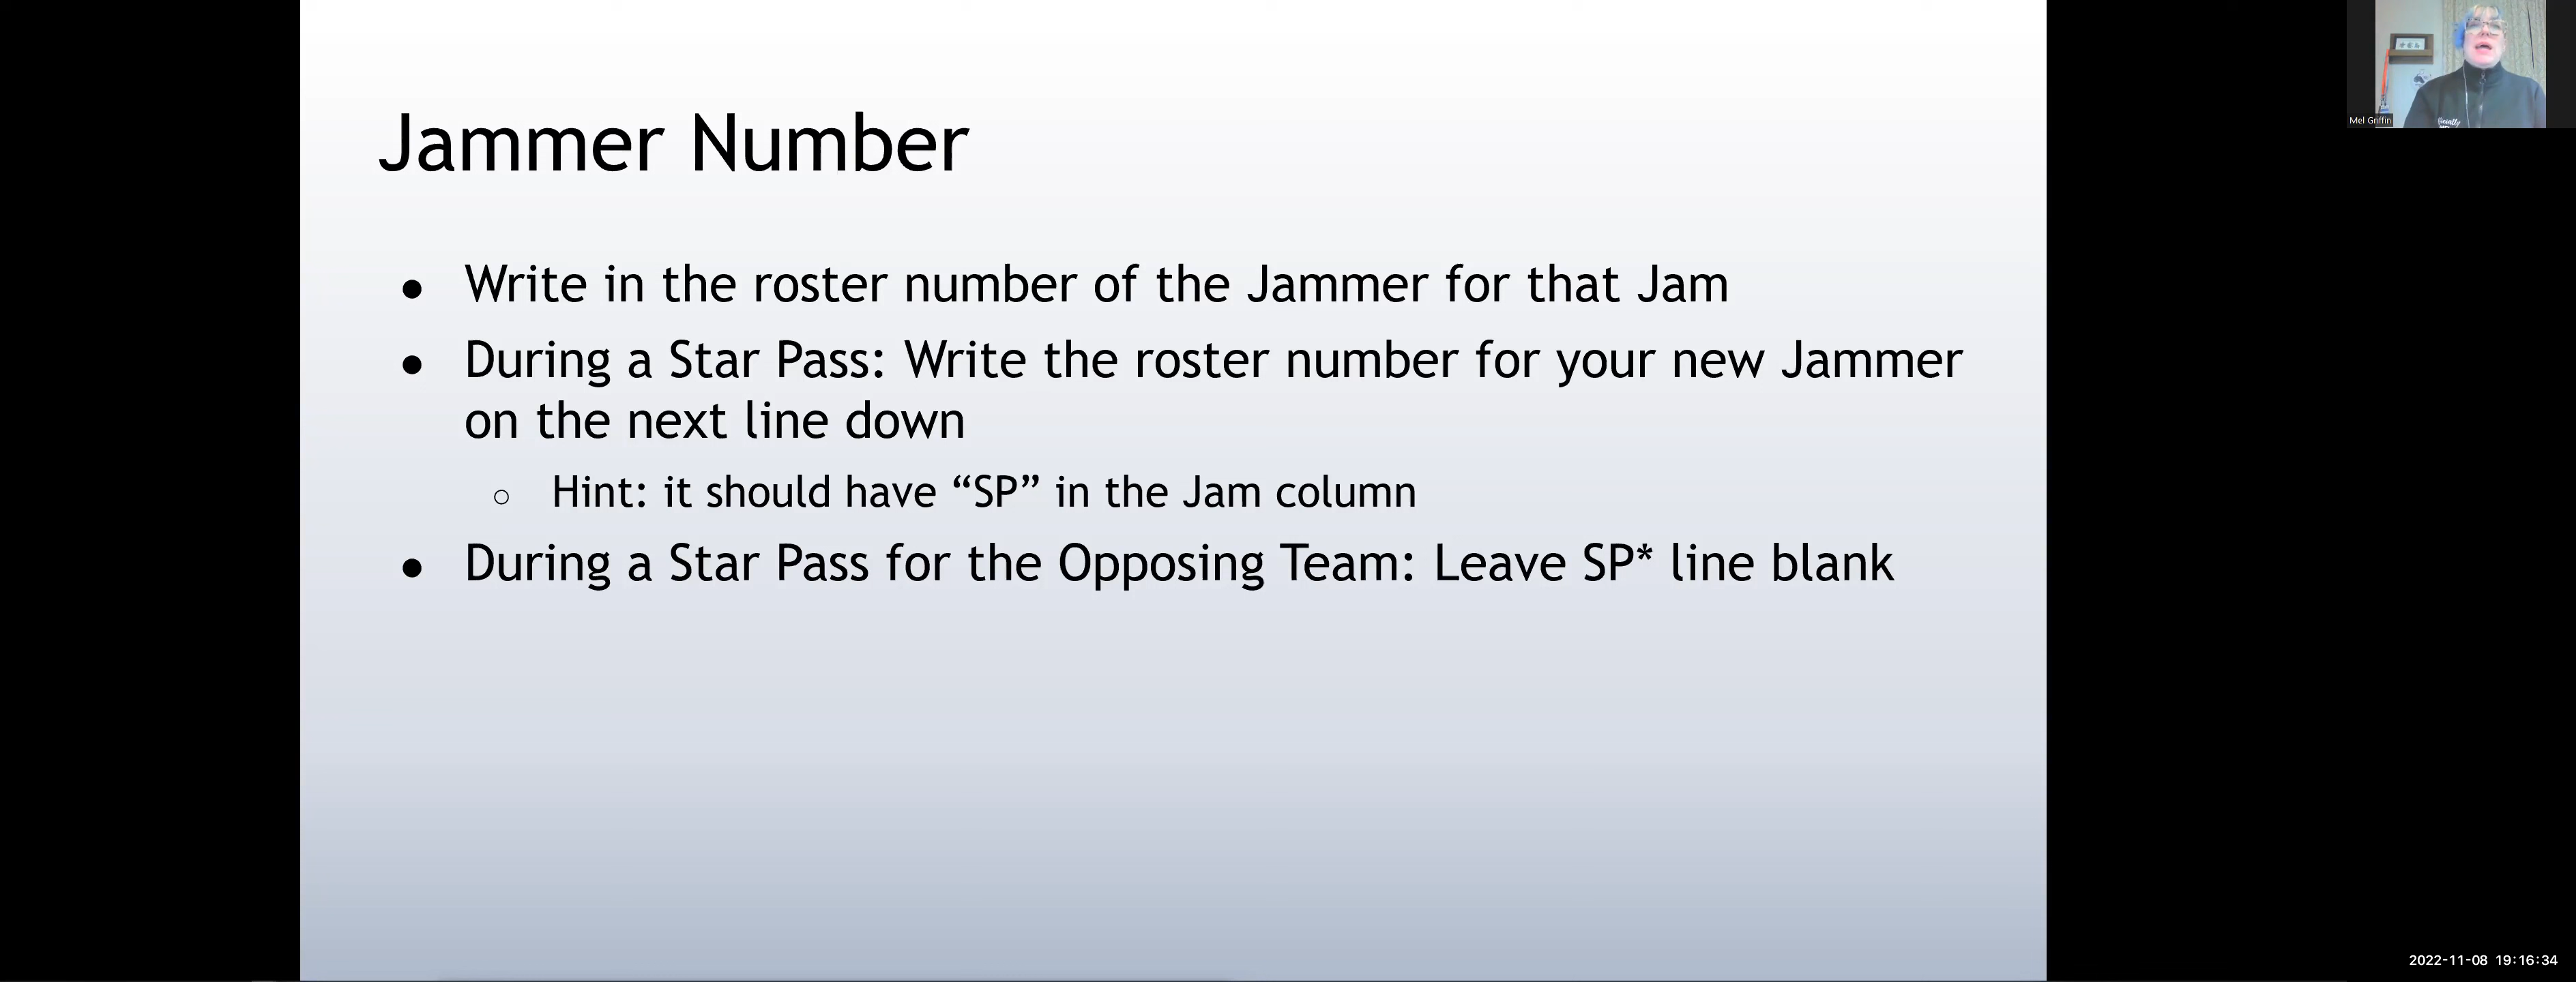 Jammer Number
● Write in the roster number of the Jammer for that Jam
● During a Star Pass: Write the roster number for your new Jammer
on the next line down
○ Hint: it should have “SP” in the Jam column
● During a Star Pass for the Opposing Team: Leave SP* line blank
Mel Griffin
2022-11-08 19:16:34